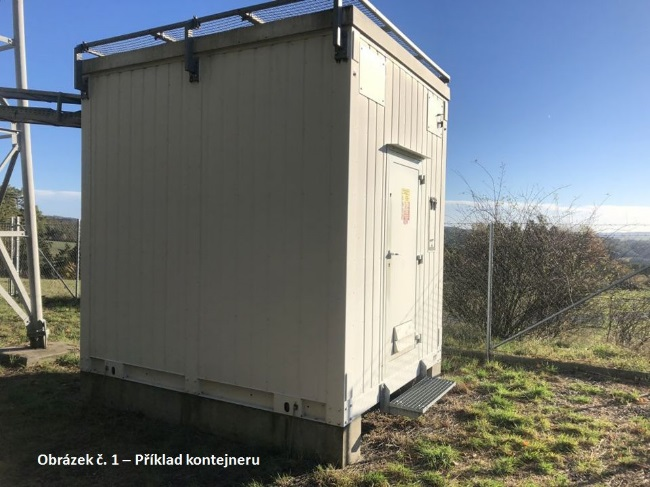 Obrázek č. 1 – Příklad kontejneru